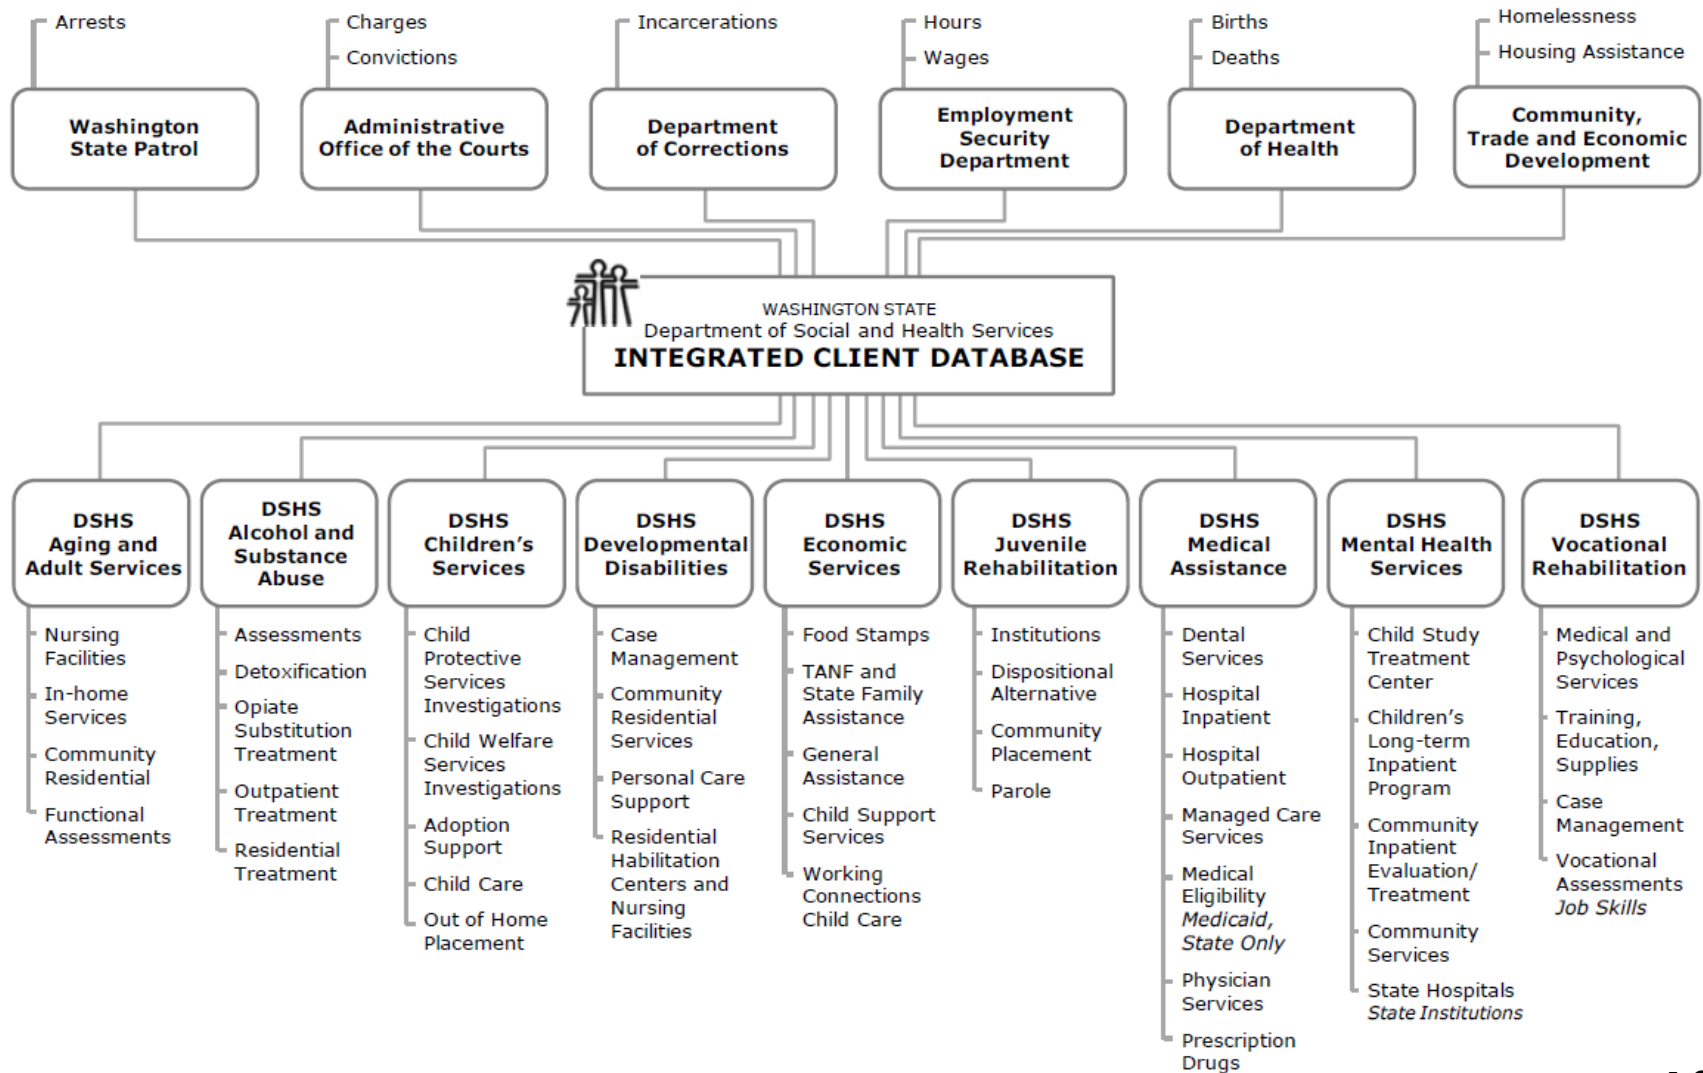 Arrests
Charges
Convictions
Incarcerations
Hours
Wages
Births
Deaths
Homelessness
Housing Assistance
Washington
State Patrol
Administrative
Office of the Courts
Department
of Corrections
Employment
Security
Department
Department
of Health
Community,
Trade and Economic
Development
WASHINGTON STATE
Department of Social and Health Services
INTEGRATED CLIENT DATABASE
DSHS
Aging and
Adult Services
Nursing
Facilities
In-home
Services
Community
Residential
Functional
Assessments
DSHS
Alcohol and
Substance
Abuse
Assessments
Detoxification
Opiate
Substitution
Treatment
Outpatient
Treatment
Residential
Treatment
DSHS
Children's
Services
Child
Protective
Services
Investigations
Child Welfare
Services
Investigations
Adoption
Support
Child Care
Out of Home
Placement
DSHS
Developmental
Disabilities
Case
Management
Community
Residential
Services
Personal Care
Support
Residential
Habilitation
Centers and
Nursing
Facilities
DSHS
Economic
Services
Food Stamps
TANF and
State Family
Assistance
General
Assistance
Child Support
Services
Working
Connections
Child Care
DSHS
Juvenile
Rehabilitation
Institutions
Dispositional
Alternative
Community
Placement
Parole
DSHS
Medical
Assistance
Dental
Services
Hospital
Inpatient
Hospital
Outpatient
Managed Care
Services
Medical
Eligibility
Medicaid,
State Only
Physician
Services
Prescription
Drugs
DSHS
Mental Health
Services
Child Study
Treatment
Center
Children's
Long-term
Inpatient
Program
Community
Inpatient
Evaluation/
Treatment
Community
Services
State Hospitals
State Institutions
DSHS
Vocational
Rehabilitation
Medical and
Psychological
Services
Training,
Education,
Supplies
Case
Management
Vocational
Assessments
Job Skills